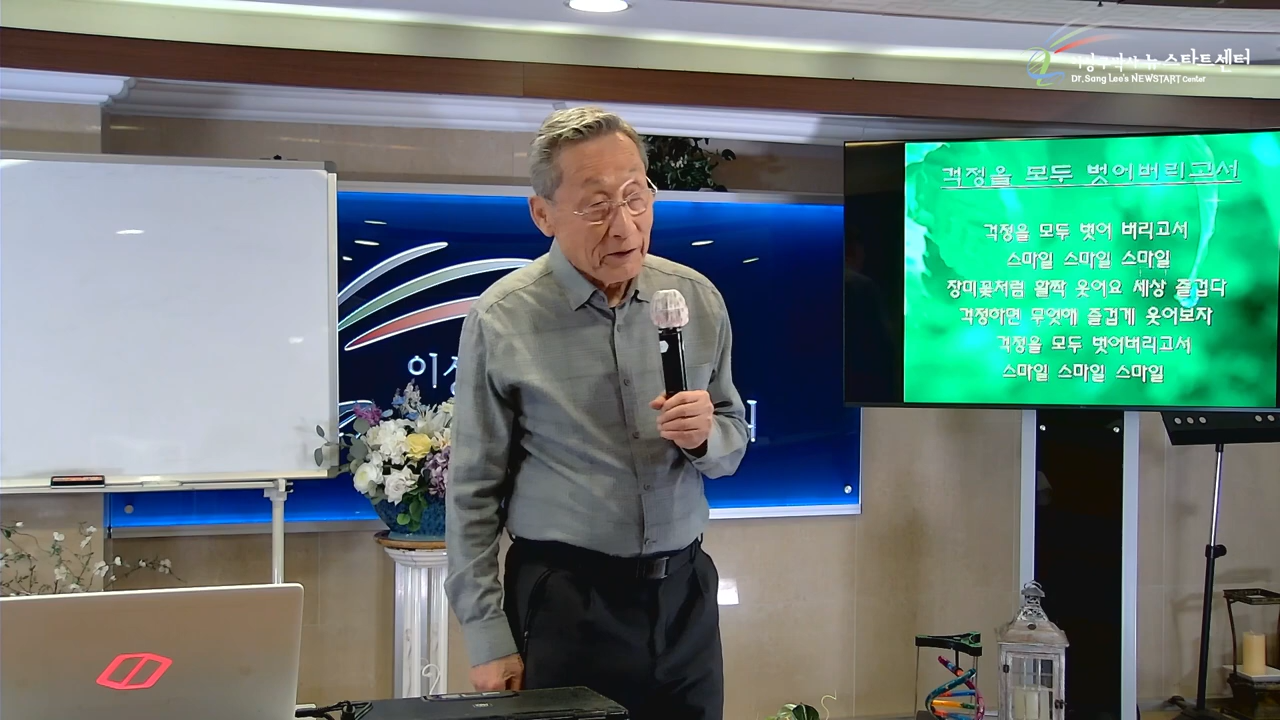 뉴스타트센터
Dr. Sang Lee's NEWSTART Center
걱정을 모두 벗어버리고서
걱정을 모두 벗어 버리고서
스마일 스마일 스마일
장미꽃처럼 활짝 웃어요 세상 즐겁다
걱정하면 무엇해 즐겁게 웃어보자
걱정을 모두 벗어버리고서
스마일 스마일 스마일
이상